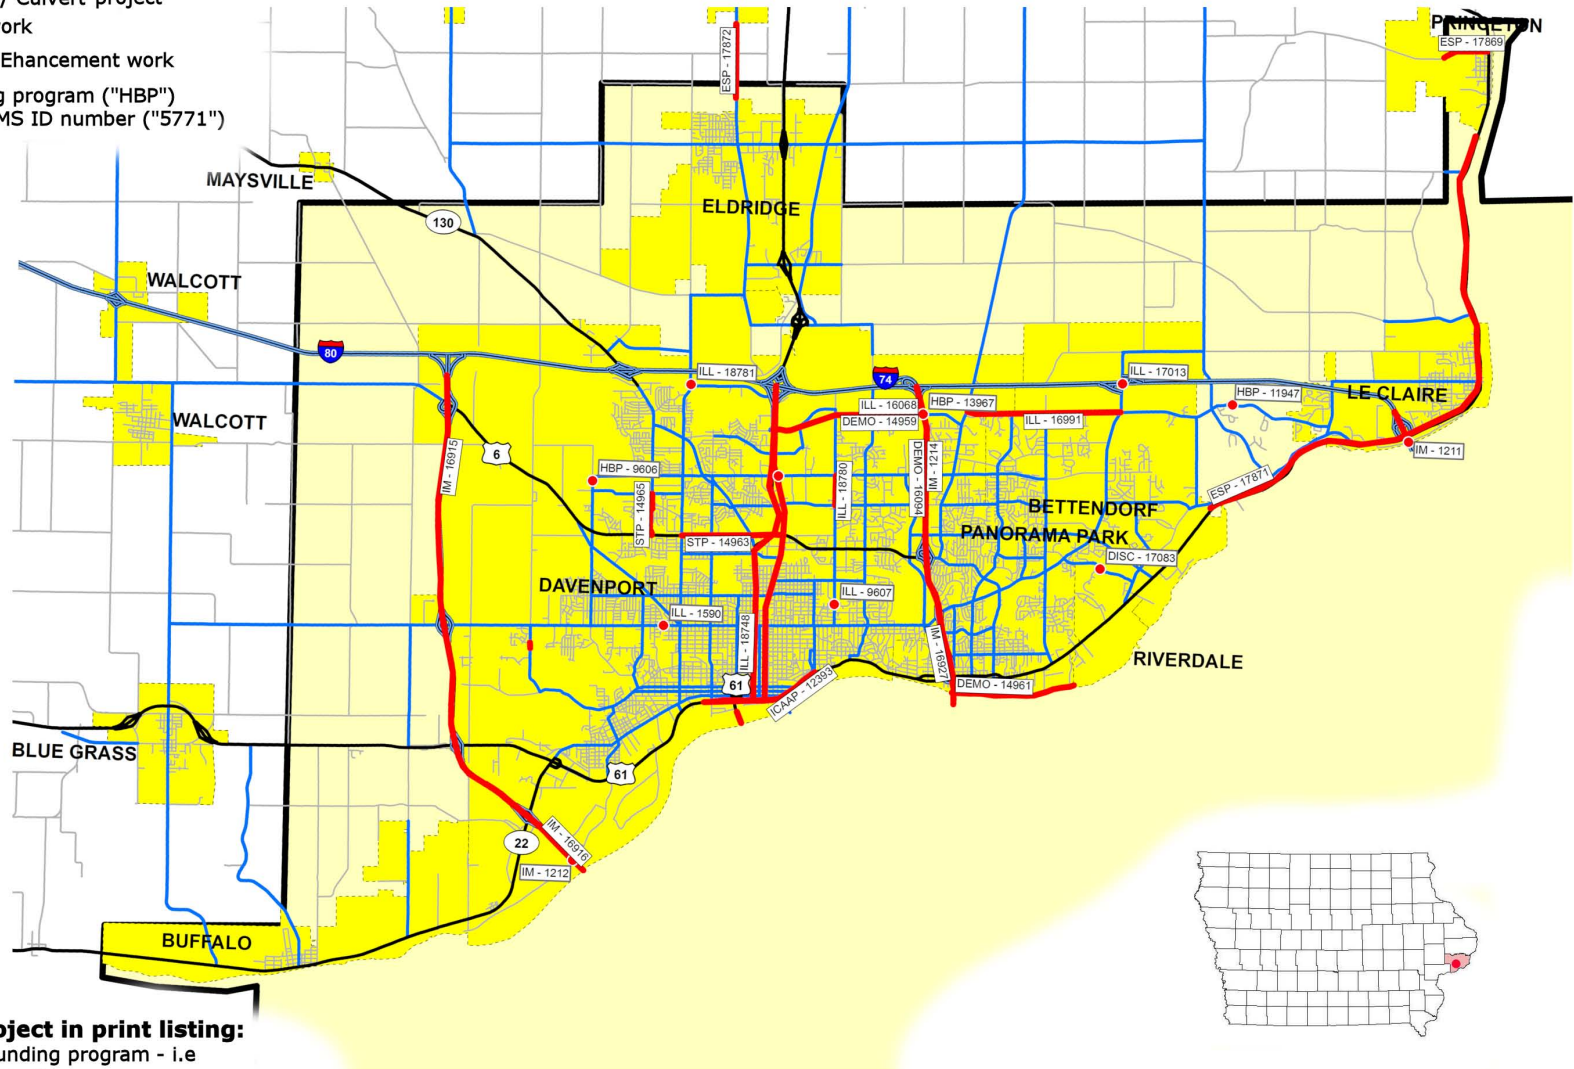 / Culvert project
ork
Ehancement work
g program ("HBP")
MS ID number ("5771")
PRINCETON
ESP - 17869
ESP - 17872
MAYSVILLE
130
ELDRIDGE
WALCOTT
80
ILL - 18781
74
ILL - 17013
HBP - 11947
LE CLAIRE
WALCOTT
ILL - 16068
HBP - 13967
DEMO - 14959
ILL - 16991
IM - 1211
6
IM - 16915
HBP - 9606
STP - 14965
ILL - 18780
DEMO - 16094
IM - 1214
ESP - 17871
BETTENDORF
PANORAMA PARK
STP - 14963
DISC - 17083
DAVENPORT
ILL - 9607
ILL - 1590
ILL - 18748
IM - 16927
RIVERDALE
61
ICAAP - 12393
DEMO - 14961
BLUE GRASS
61
IM - 16916
22
IM - 1212
BUFFALO
oject in print listing:
unding program - i.e